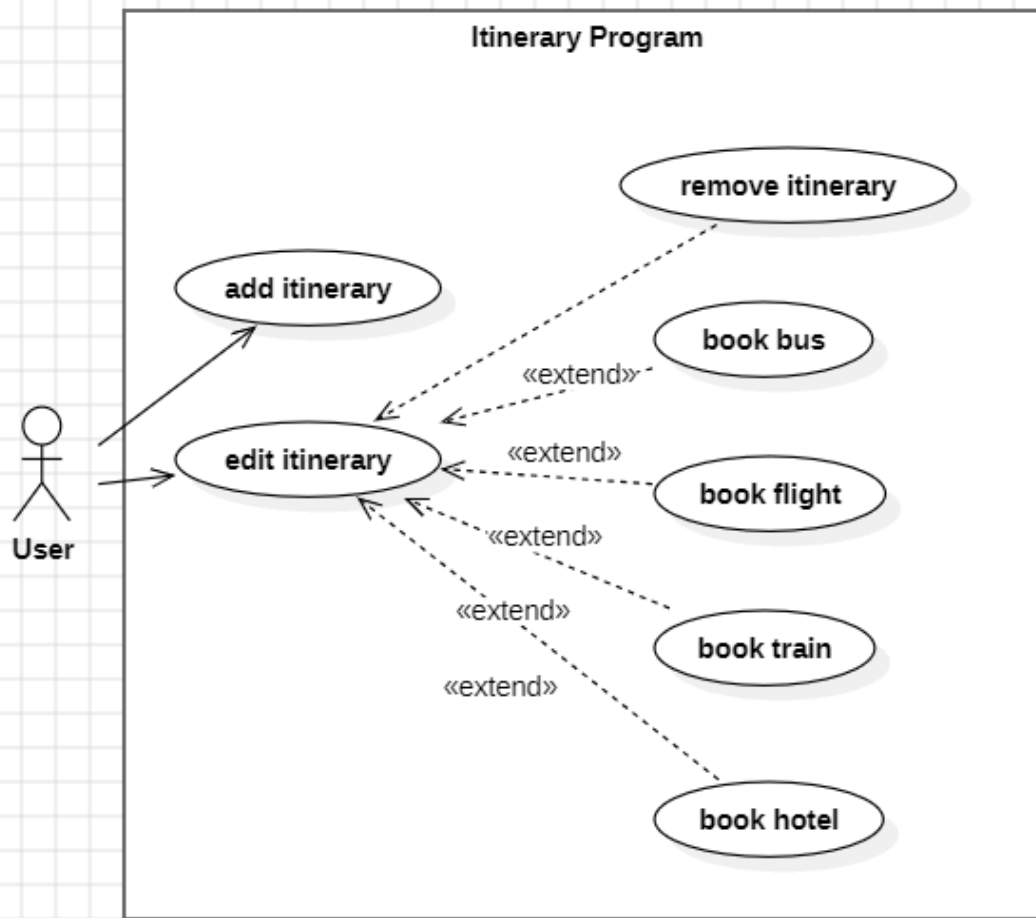 Itinerary Program
remove itinerary
add itinerary
book bus
«extend»
edit itinerary
«extend»
book flight
«extend»
User
«extend»
book train
«extend»
book hotel